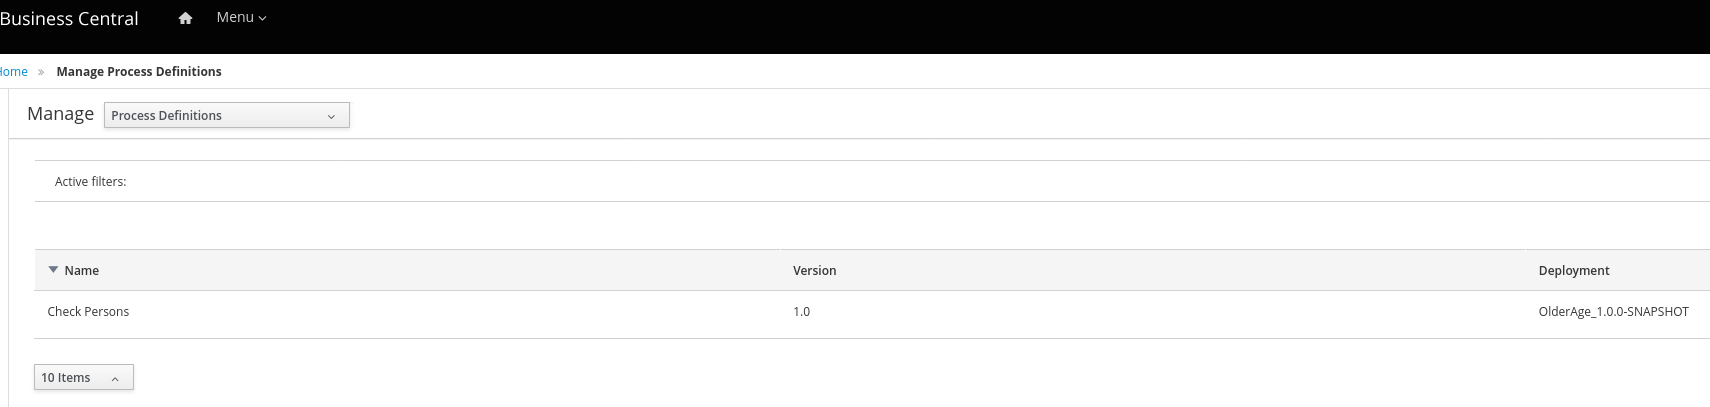 Business Central Menu
Home » Manage Process Definitions
Manage Process Definitions
Active filters:
Name Version Deployment
Check Persons 1.0 OlderAge_1.0.0-SNAPSHOT
10 Items